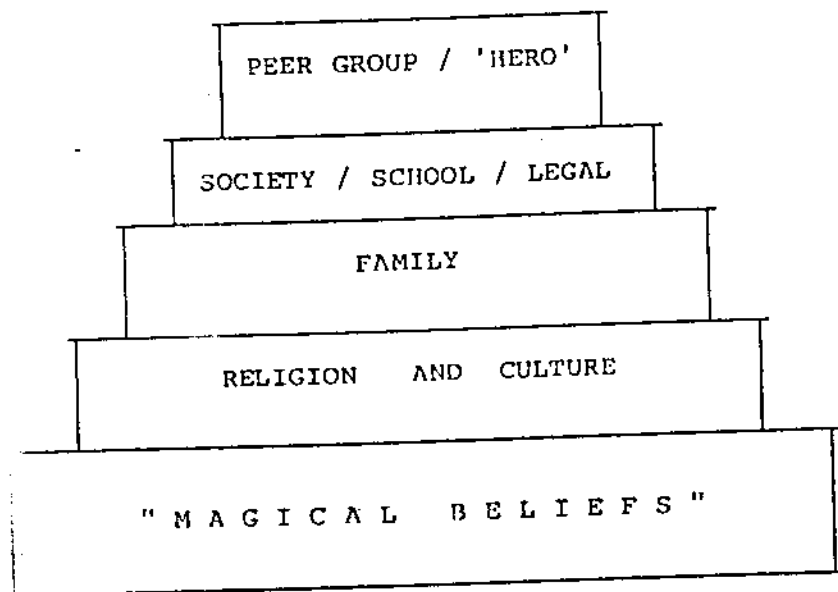 PEER GROUP / 'HERO'
SOCIETY / SCHOOL / LEGAL
FAMILY
RELIGION AND CULTURE
"MAGICAL BELIEFS"